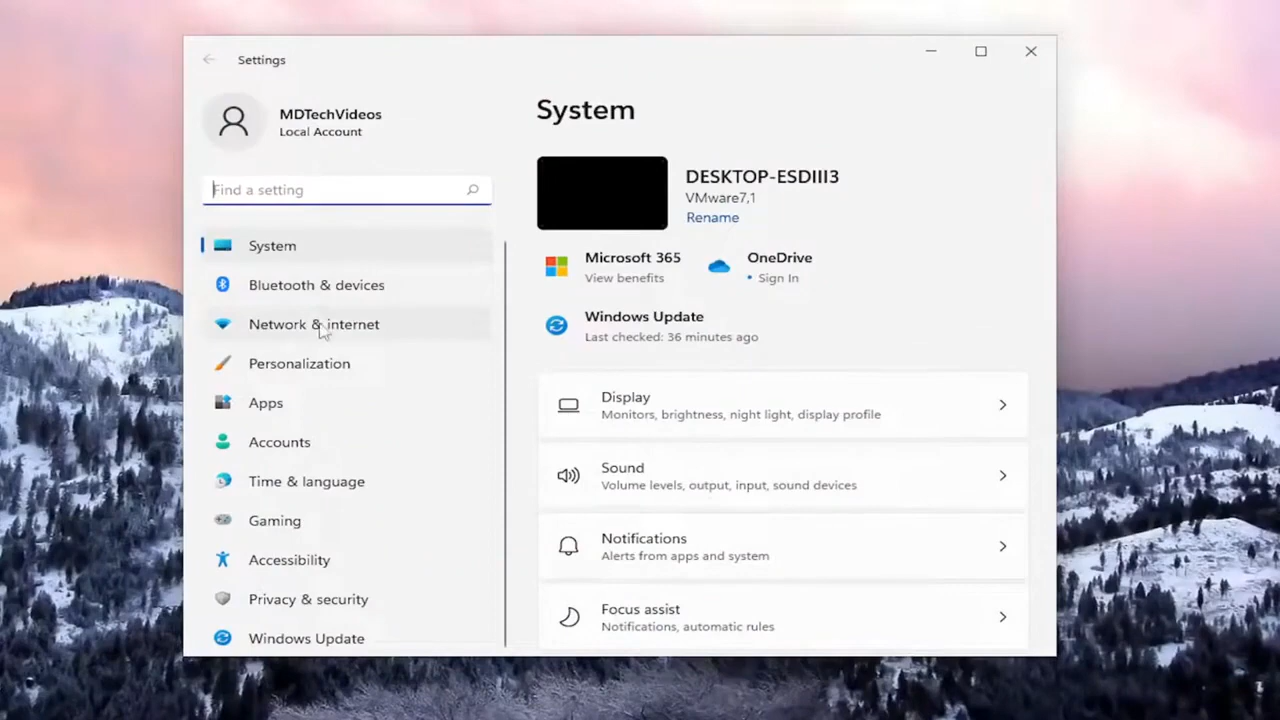 Settings
MDTechVideos
Local Account
Find a setting
System
Bluetooth & devices
Network & internet
Personalization
Apps
Accounts
Time & language
Gaming
Accessibility
Privacy & security
Windows Update
System
DESKTOP-ESDIII3
VMware7,1
Rename
Microsoft 365
View benefits
OneDrive
• Sign In
Windows Update
Last checked: 36 minutes ago
Display
Monitors, brightness, night light, display profile
Sound
Volume levels, output, input, sound devices
Notifications
Alerts from apps and system
Focus assist
Notifications, automatic rules